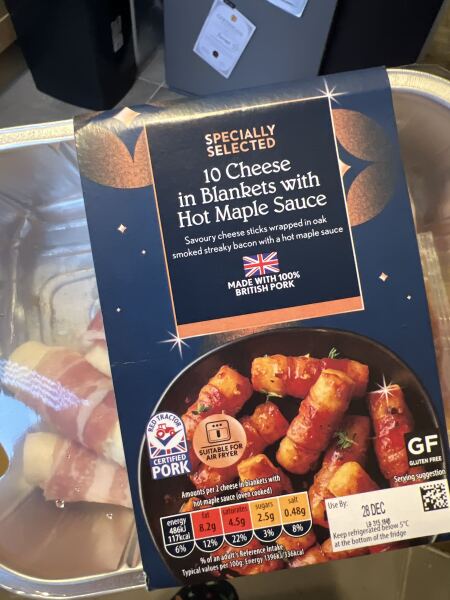 SPECIALLY
SELECTED
10 Cheese
in Blankets with
Hot Maple Sauce
Savoury cheese sticks wrapped in oak
smoked streaky bacon with a hot maple sauce
MADE WITH 100%
BRITISH PORK
RED TRACTOR
CERTIFIED
PORK
SUITABLE FOR
AIR FRYER
GF
GLUTEN FREE
Serving suggestion
Amounts per 2 cheese in blankets with
hot maple sauce (oven cooked)
energy
486kJ
117kcal
6%
fat
8.2g
12%
saturates
4.5g
22%
sugars
2.5g
3%
salt
0.48g
8%
% of an adult's Reference Intake
Typical values per 100g: Energy 1396kJ/336kcal
Use By:
28 DEC
Keep refrigerated below 5°C
at the bottom of the fridge